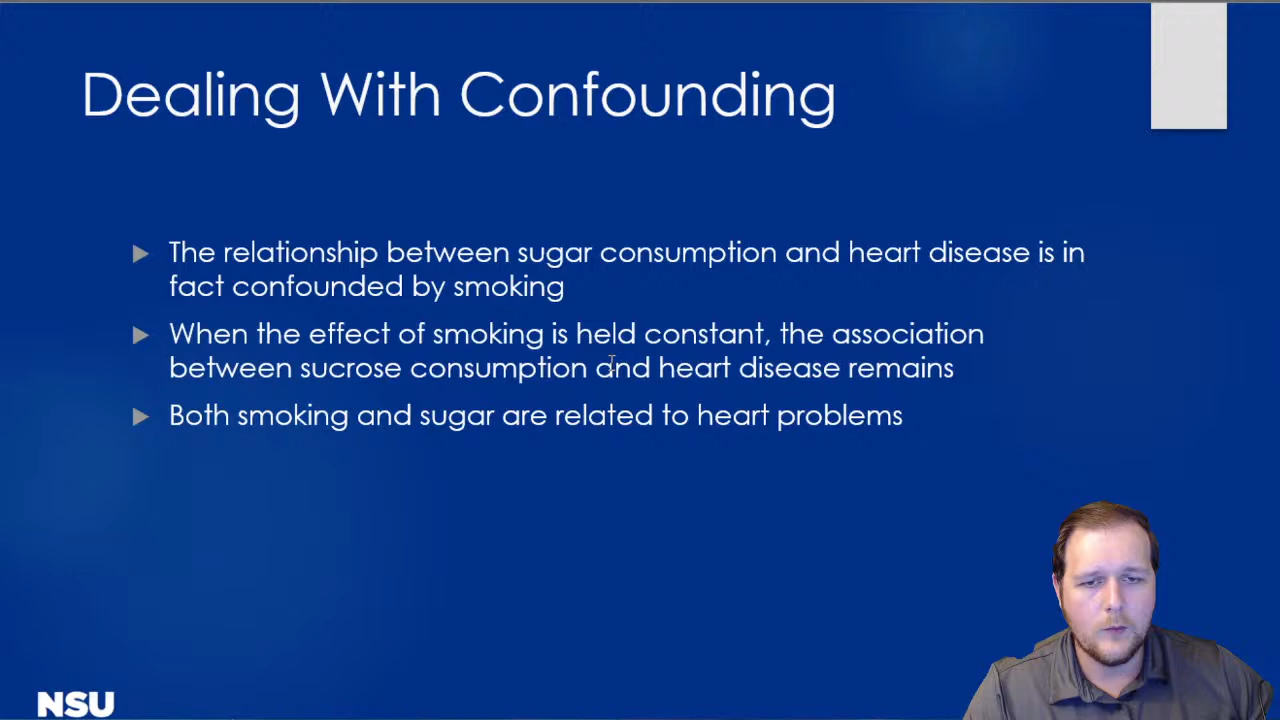 Dealing With Confounding
The relationship between sugar consumption and heart disease is in
fact confounded by smoking
When the effect of smoking is held constant, the association
between sucrose consumption and heart disease remains
Both smoking and sugar are related to heart problems
NSU